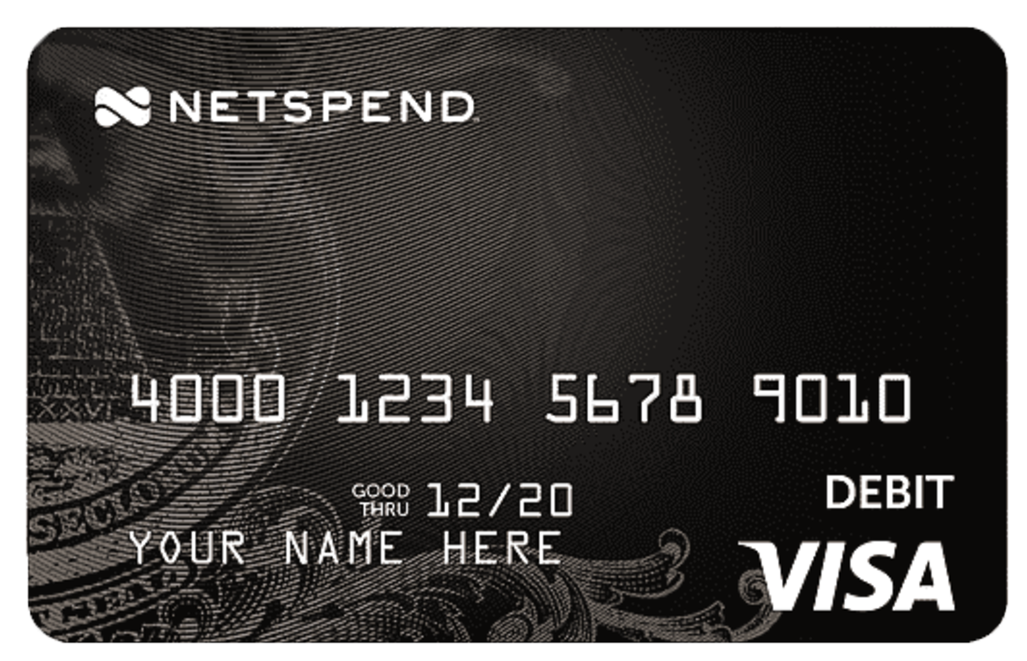 NETSPEND
4000 1234 5678 9010
GOOD THRU 12/20
YOUR NAME HERE
DEBIT
VISA